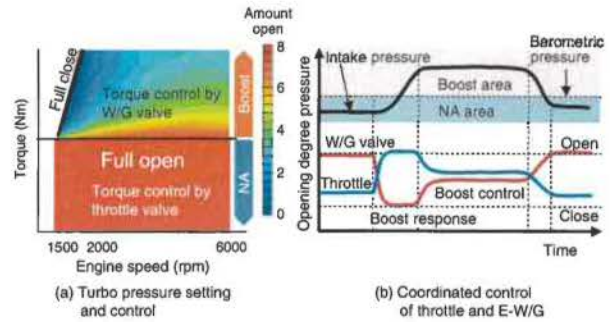 Amount
open
Full close
Torque control by
W/G valve
Full open
Torque control by
throttle valve
Torque (Nm)
Boost
NA
8
6
4
2
0
1500 2000 6000
Engine speed (rpm)
(a) Turbo pressure setting
and control
Opening degree pressure
Intake pressure
Barometric
pressure
Boost area
NA area
W/G valve
Open
Throttle
Boost control
Boost response
Close
Time
(b) Coordinated control
of throttle and E-W/G